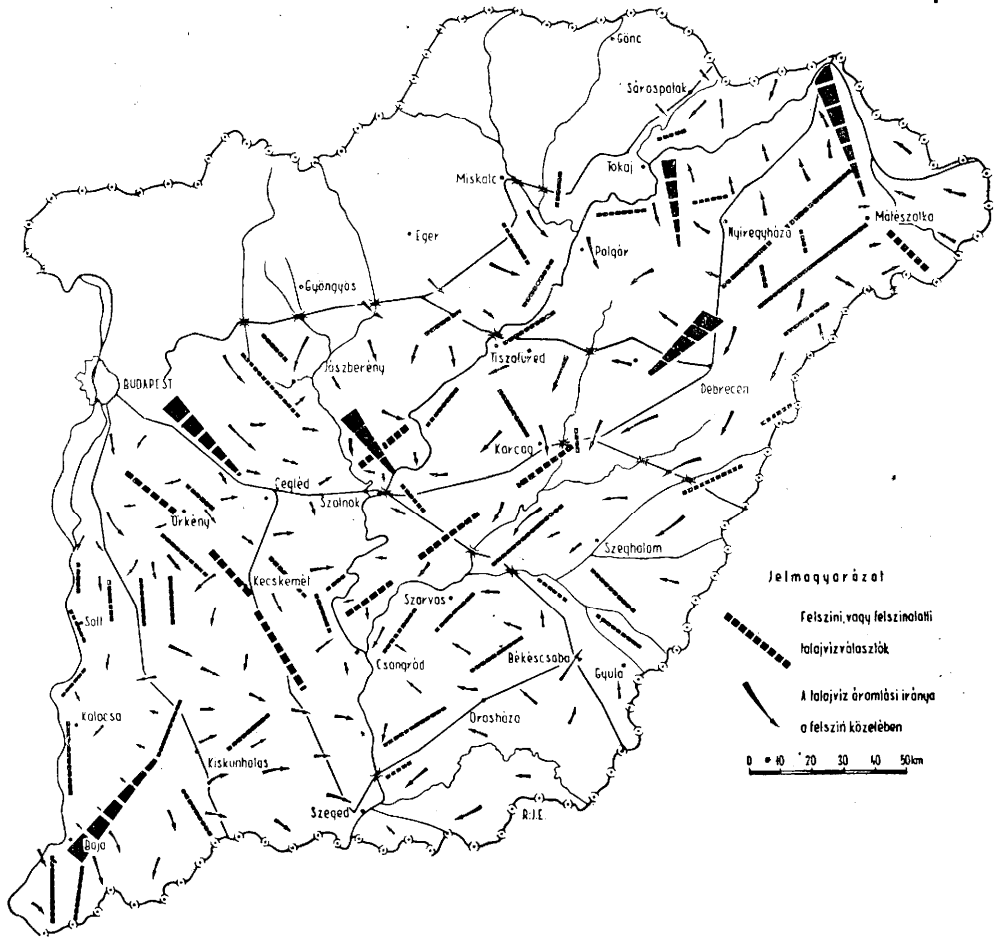 Gönc
Sárospatak
Tokaj
Miskolc
Mátészalka
Nyíregyháza
Eger
Polgár
Gyöngyös
Jászberény
Tiszafüred
BUDAPEST
Debrecen
Karcag
Cegléd
Szolnok
Örkény
Szeghalom
Kecskemét
Szarvas
Solt
Csongrád
Békéscsaba
Gyula
Kalocsa
Orosháza
Kiskunhalas
Szeged
R.J.E.
Baja
Jelmagyarázat
Felszíni, vagy felszínalatti
talajvízválasztók
A talajvíz áramlási iránya
a felszín közelében
0 10 20 30 40 50km